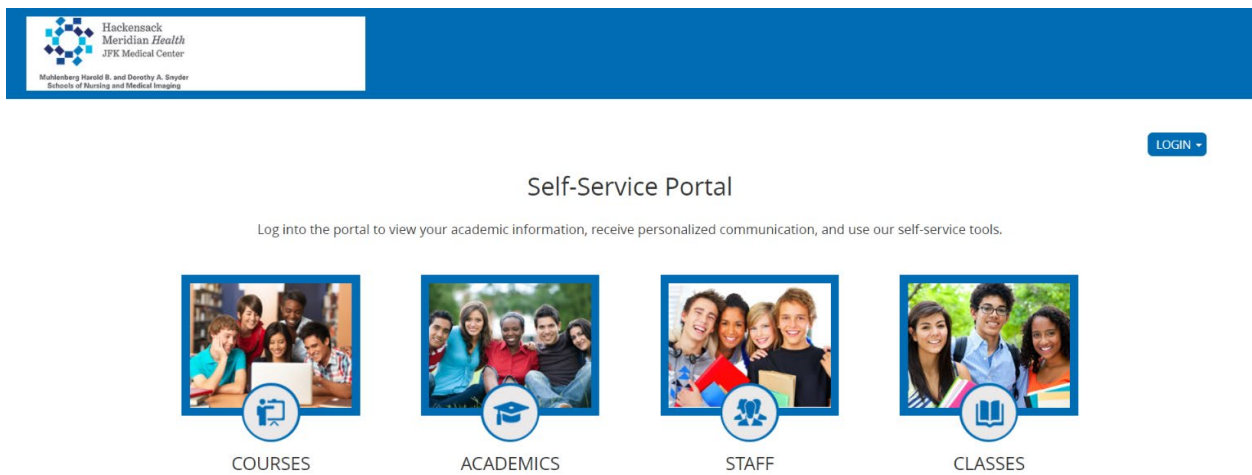 Hackensack
Meridian Health
JFK Medical Center
Muhlenberg Harold B. and Dorothy A. Snyder
Schools of Nursing and Medical Imaging
LOGIN
Self-Service Portal
Log into the portal to view your academic information, receive personalized communication, and use our self-service tools.
COURSES
ACADEMICS
STAFF
CLASSES